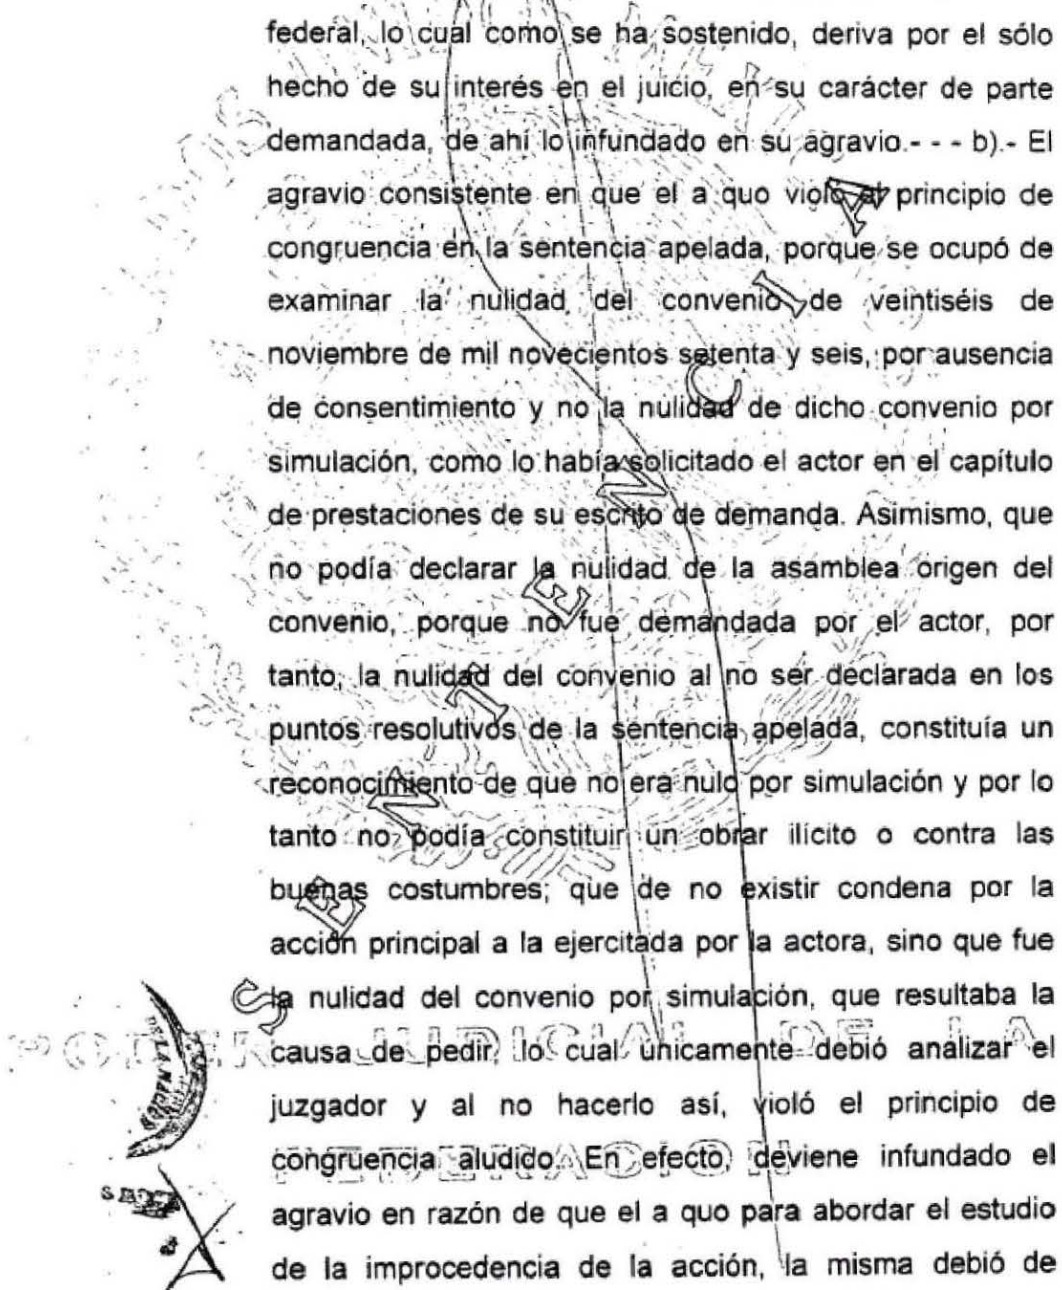 federal, lo cual como se ha sostenido, deriva por el sólo
hecho de su interés en el juicio, en su carácter de parte
demandada, de ahí lo infundado en su agravio.- - - b).- El
agravio consistente en que el a quo violó el principio de
congruencia en la sentencia apelada, porque se ocupó de
examinar la nulidad del convenio de veintiséis de
noviembre de mil novecientos setenta y seis, por ausencia
de consentimiento y no la nulidad de dicho convenio por
simulación, como lo había solicitado el actor en el capítulo
de prestaciones de su escrito de demanda. Asimismo, que
no podía declarar la nulidad de la asamblea origen del
convenio, porque no fue demandada por el actor, por
tanto, la nulidad del convenio al no ser declarada en los
puntos resolutivos de la sentencia apelada, constituía un
reconocimiento de que no era nulo por simulación y por lo
tanto no podía constituir un obrar ilícito o contra las
buenas costumbres; que de no existir condena por la
acción principal a la ejercitada por la actora, sino que fue
la nulidad del convenio por simulación, que resultaba la
causa de pedir, lo cual únicamente debió analizar el
juzgador y al no hacerlo así, violó el principio de
congruencia aludido. En efecto, deviene infundado el
agravio en razón de que el a quo para abordar el estudio
de la improcedencia de la acción, la misma debió de
SENTENCIA
PODER JUDICIAL DE LA
FEDERACION
DE LA NACION